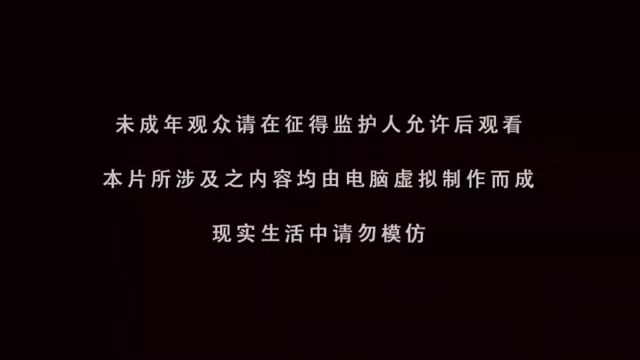 未成年观众请在征得监护人允许后观看
本片所涉及之内容均由电脑虚拟制作而成
现实生活中请勿模仿